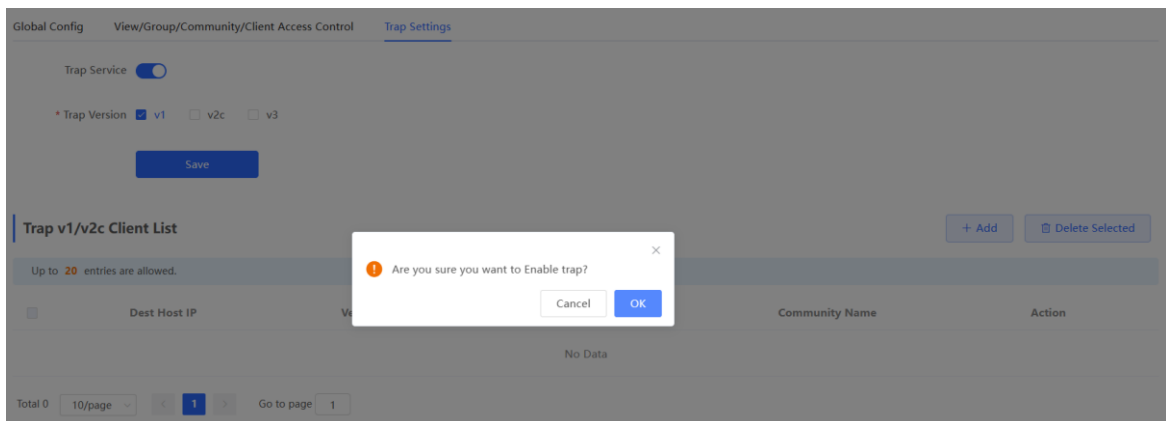 Global Config View/Group/Community/Client Access Control Trap Settings
Trap Service
* Trap Version v1 v2c v3
Save
Trap v1/v2c Client List + Add Delete Selected
Up to 20 entries are allowed.
Are you sure you want to Enable trap?
Cancel OK
Dest Host IP Community Name Action
No Data
Total 0 10/page < 1 > Go to page 1